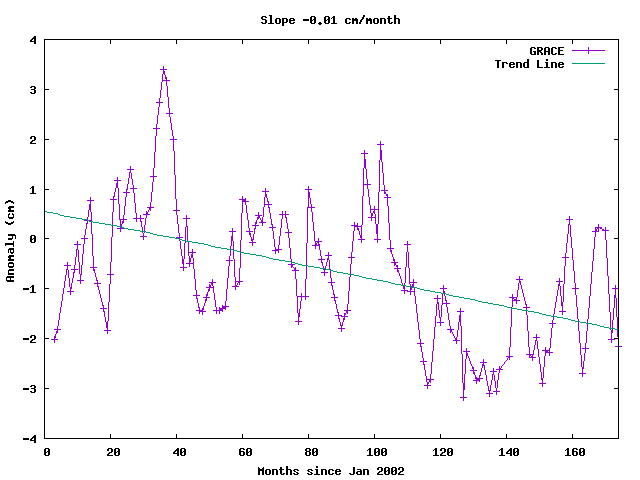 Slope -0.01 cm/month
GRACE
Trend Line
4
3
2
1
0
-1
-2
-3
-4
Anomaly (cm)
0 20 40 60 80 100 120 140 160
Months since Jan 2002